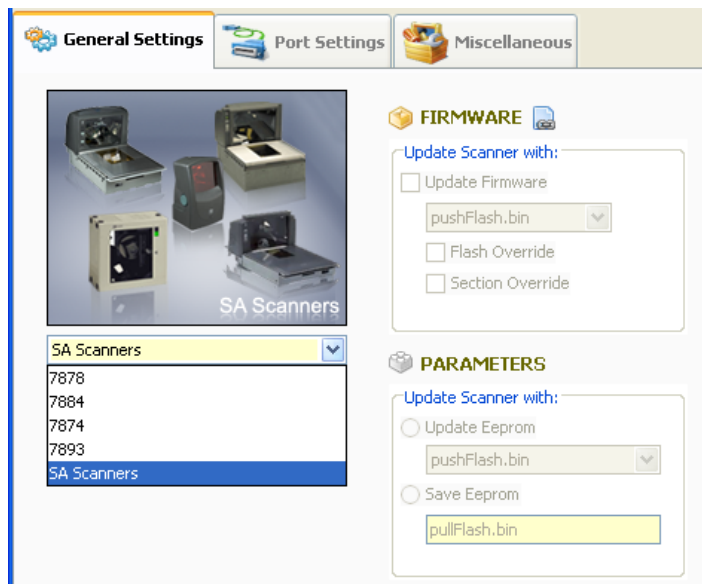 General Settings
Port Settings
Miscellaneous
SA Scanners
SA Scanners
7878
7884
7874
7893
SA Scanners
FIRMWARE
Update Scanner with:
Update Firmware
pushFlash.bin
Flash Override
Section Override
PARAMETERS
Update Scanner with:
Update Eeprom
pushFlash.bin
Save Eeprom
pullFlash.bin